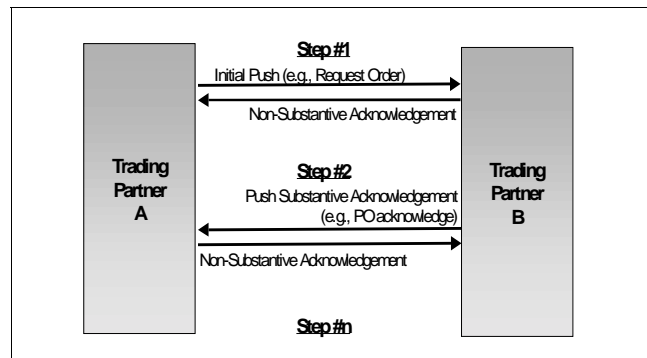 Step #1
Initial Push (e.g., Request Order)
Non-Substantive Acknowledgement
Trading
Partner
A
Step #2
Push Substantive Acknowledgement
(e.g., PO acknowledge)
Non-Substantive Acknowledgement
Trading
Partner
B
Step #n